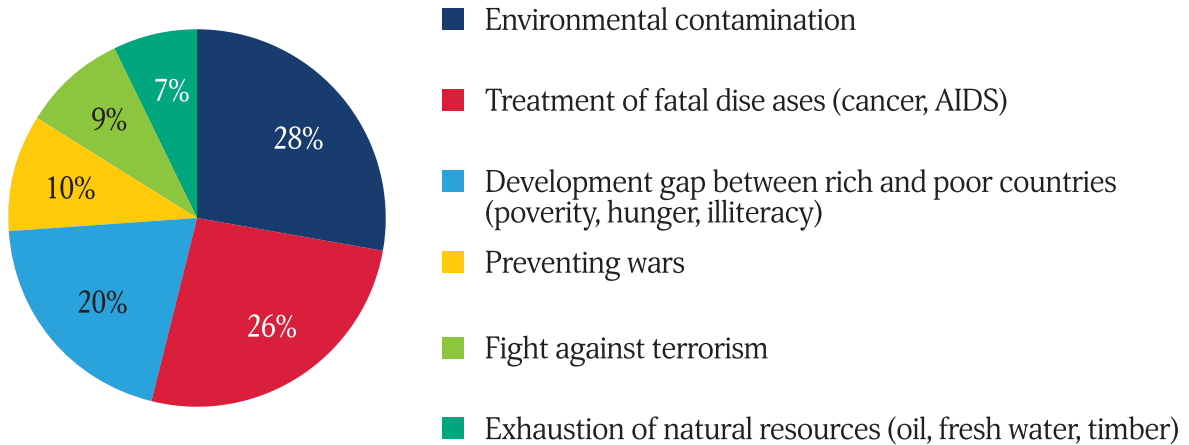 28%
26%
20%
10%
9%
7%
Environmental contamination
Treatment of fatal dise ases (cancer, AIDS)
Development gap between rich and poor countries
(poverity, hunger, illiteracy)
Preventing wars
Fight against terrorism
Exhaustion of natural resources (oil, fresh water, timber)